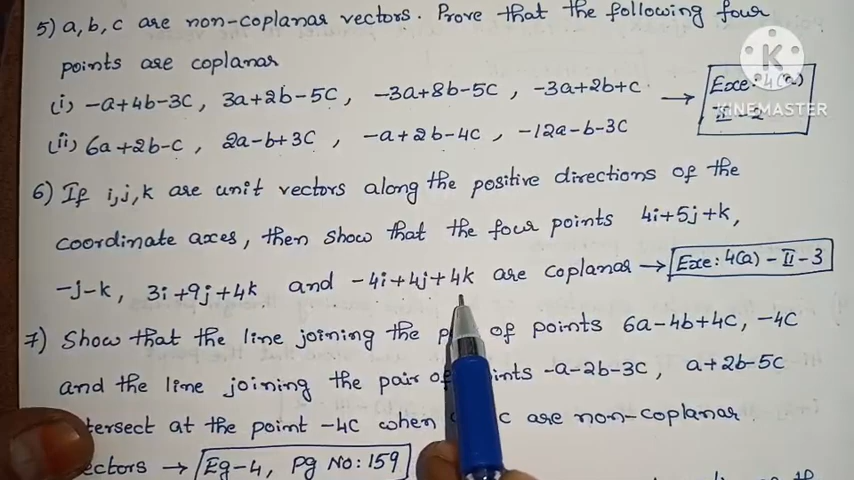 5) a, b, c are non-coplanar vectors. Prove that the following four
points are coplanar
(i) -a+4b-3c, 3a+2b-5c, -3a+8b-5c, -3a+2b+c → Exe: 4(a)
II-2
KINEMASTER
(ii) 6a+2b-c, 2a-b+3c, -a+2b-4c, -12a-b-3c
6) If i,j,k are unit vectors along the positive directions of the
coordinate axes, then show that the four points 4i+5j+k,
-j-k, 3i+9j+4k and -4i+4j+4k are coplanar → Exe: 4(a)-II-3
7) Show that the line joining the of points 6a-4b+4c, -4c
and the line joining the pair of -a-2b-3c, a+2b-5c
at the point -4c when c are non-coplanar
→ Eg-4, Pg No: 159